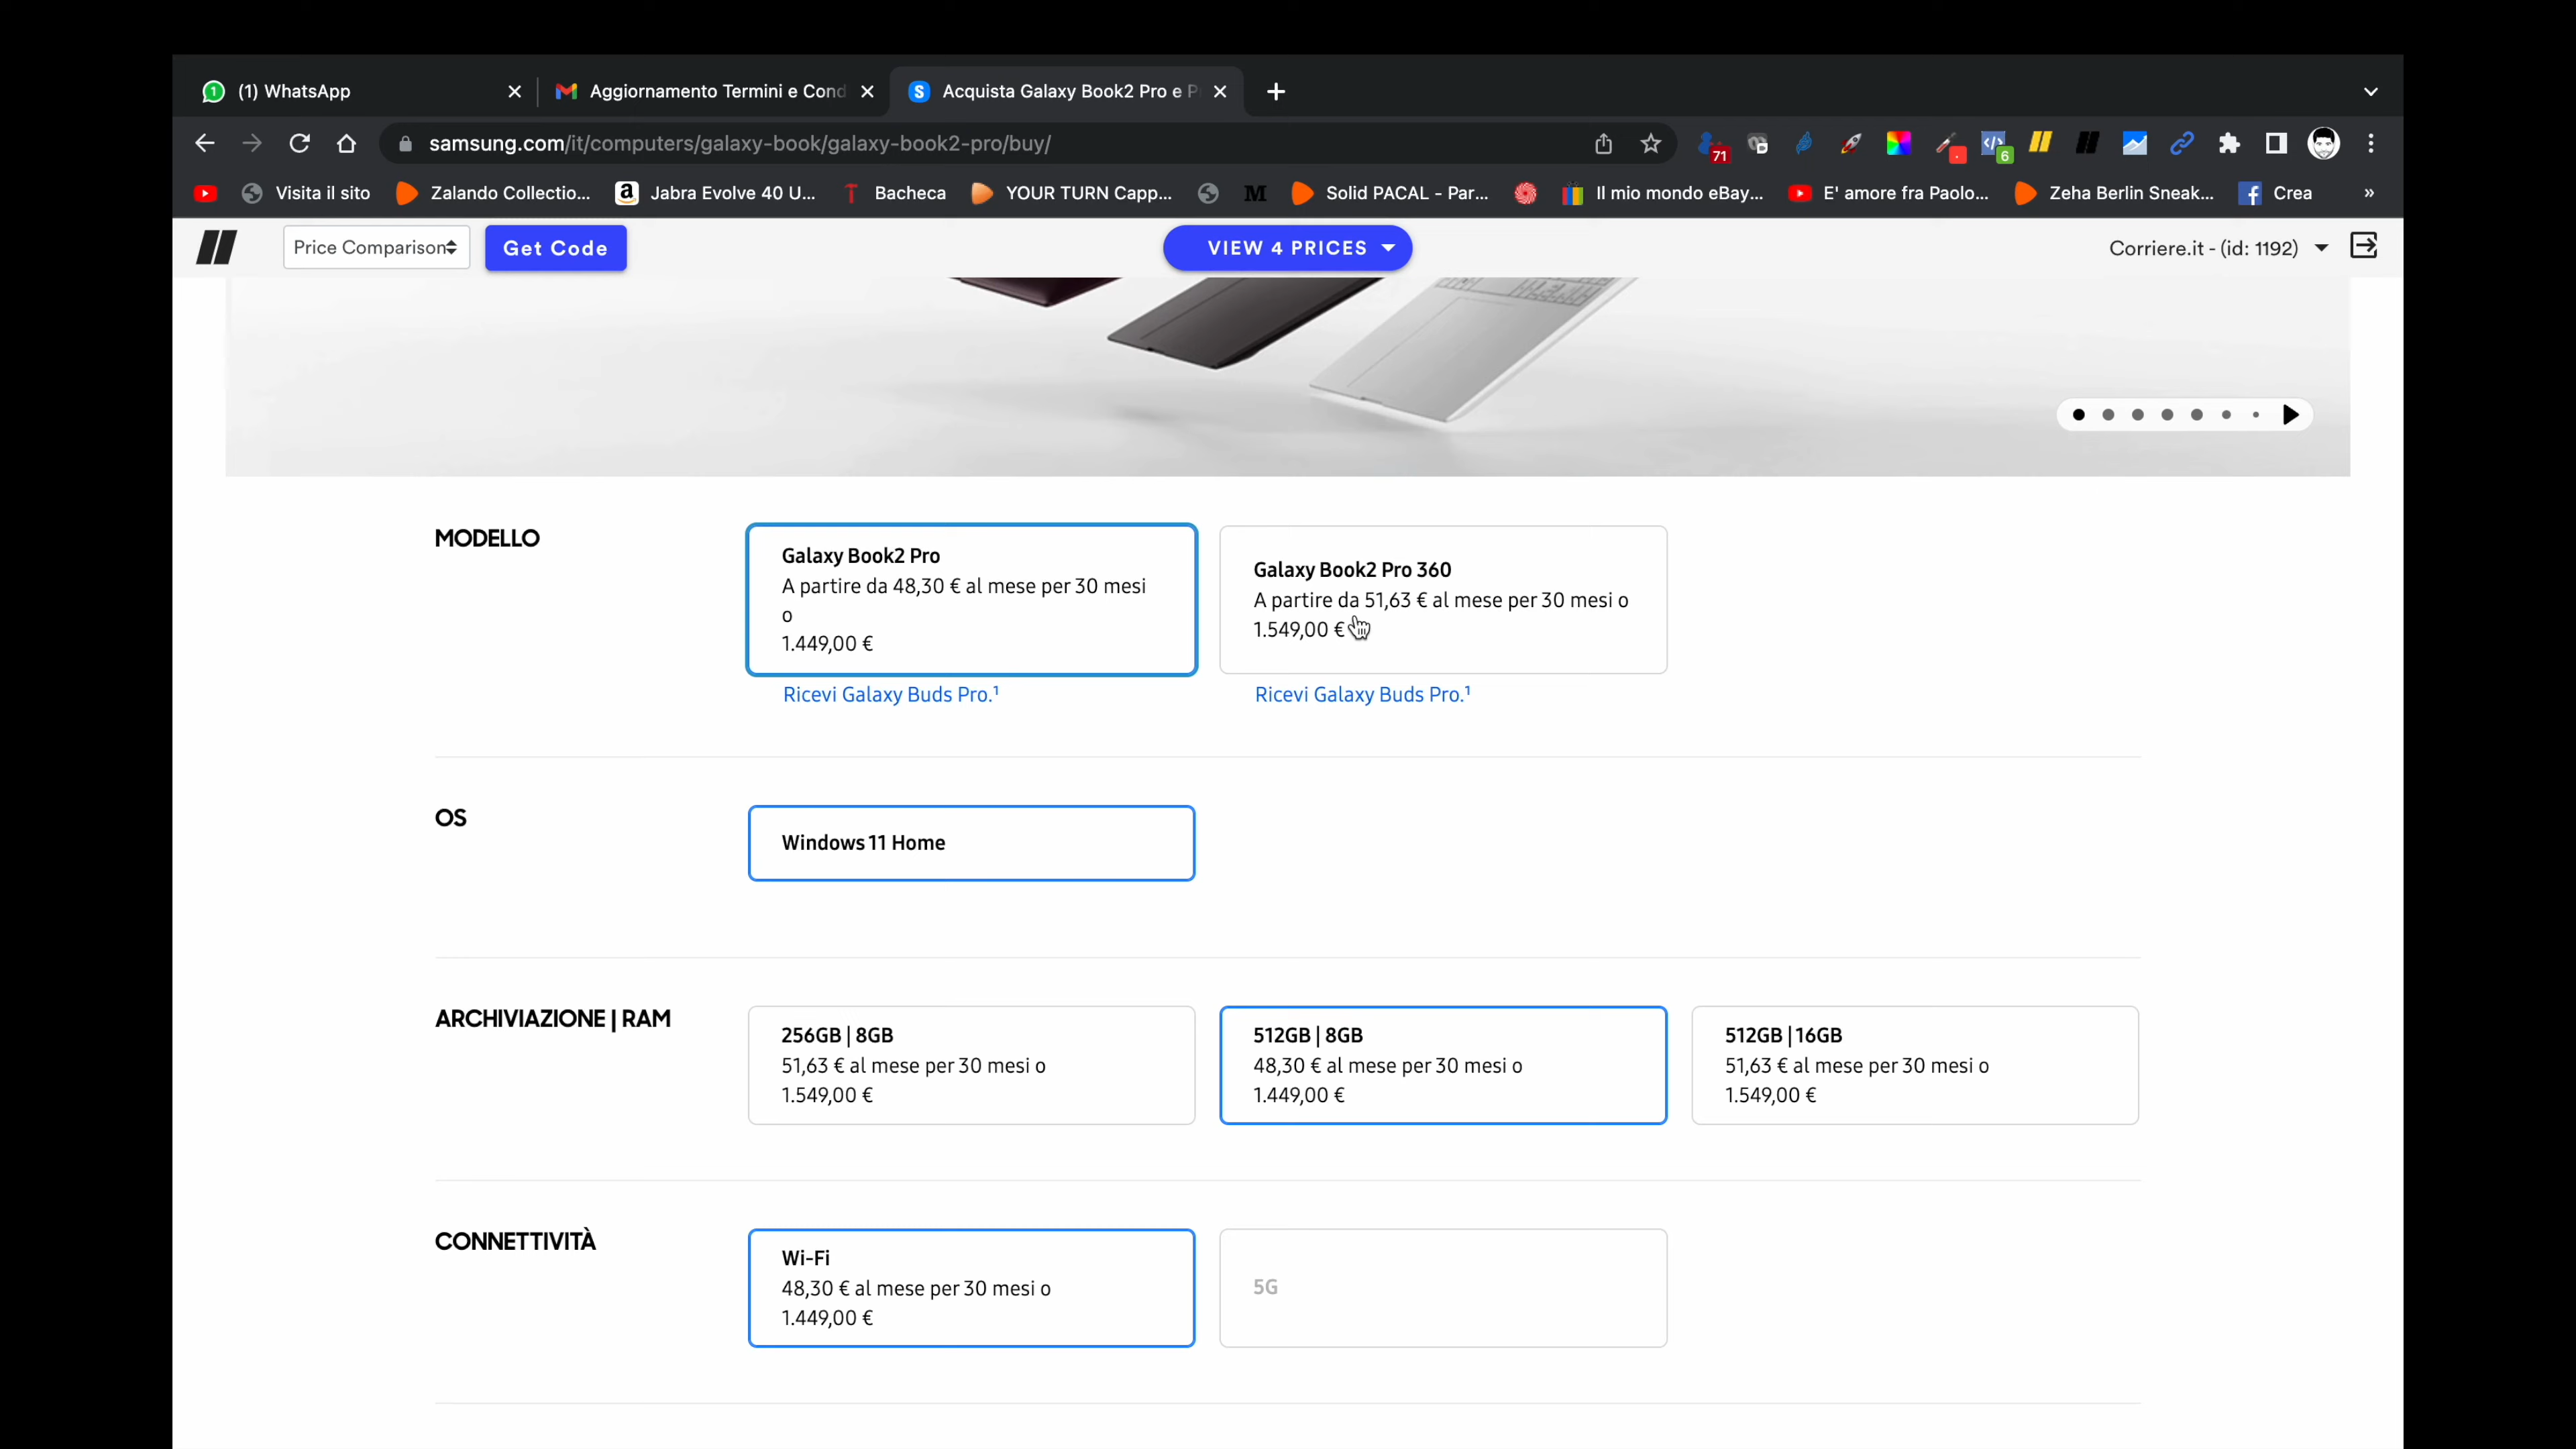 (1) WhatsApp
Aggiornamento Termini e Cond
Acquista Galaxy Book2 Pro e P
samsung.com/it/computers/galaxy-book/galaxy-book2-pro/buy/
71
6
Visita il sito
Zalando Collectio...
Jabra Evolve 40 U...
Bacheca
YOUR TURN Capp...
Solid PACAL - Par...
Il mio mondo eBay...
E' amore fra Paolo...
Zeha Berlin Sneak...
Crea
»
Price Comparison
Get Code
VIEW 4 PRICES
Corriere.it - (id: 1192)
MODELLO
Galaxy Book2 Pro
A partire da 48,30 € al mese per 30 mesi
o
1.449,00 €
Ricevi Galaxy Buds Pro.¹
Galaxy Book2 Pro 360
A partire da 51,63 € al mese per 30 mesi o
1.549,00 €
Ricevi Galaxy Buds Pro.¹
OS
Windows 11 Home
ARCHIVIAZIONE | RAM
256GB | 8GB
51,63 € al mese per 30 mesi o
1.549,00 €
512GB | 8GB
48,30 € al mese per 30 mesi o
1.449,00 €
512GB | 16GB
51,63 € al mese per 30 mesi o
1.549,00 €
CONNETTIVITÀ
Wi-Fi
48,30 € al mese per 30 mesi o
1.449,00 €
5G